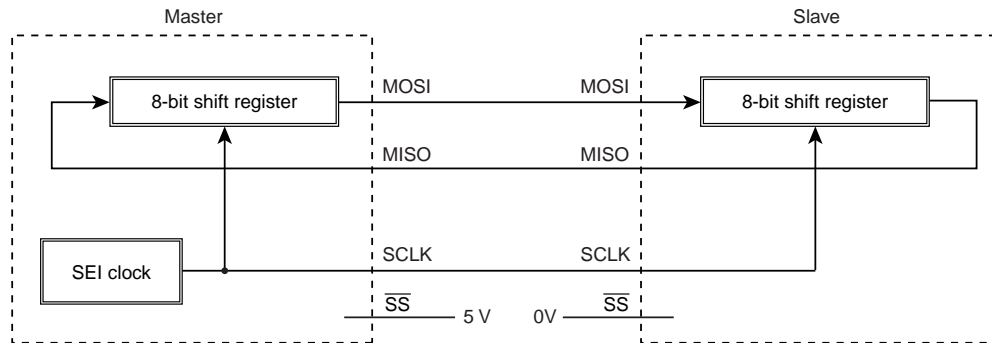 Master
Slave
8-bit shift register
MOSI
MOSI
8-bit shift register
MISO
MISO
SEI clock
SCLK
SCLK
SS
5 V
0V
SS